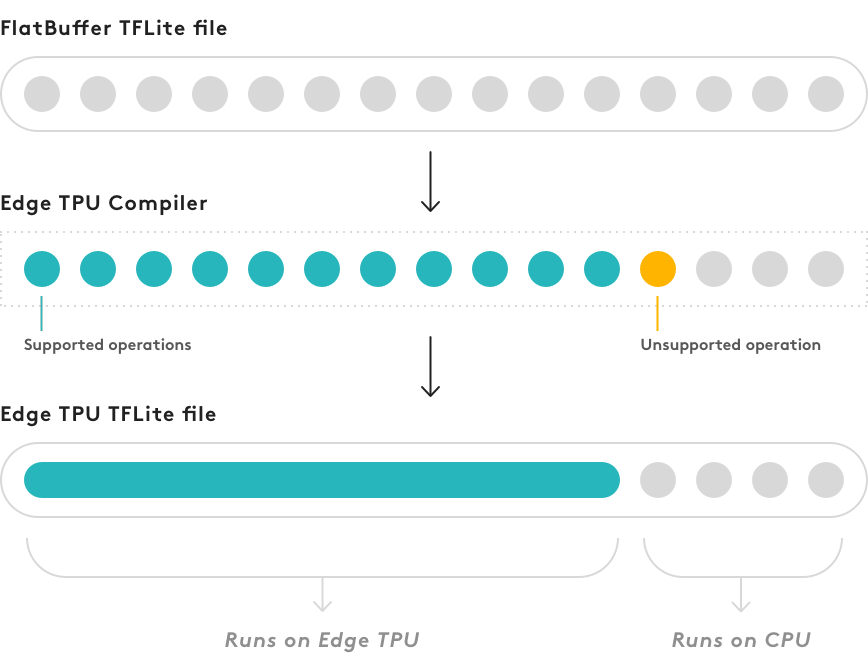 FlatBuffer TFLite file
Edge TPU Compiler
Supported operations
Unsupported operation
Edge TPU TFLite file
Runs on Edge TPU
Runs on CPU